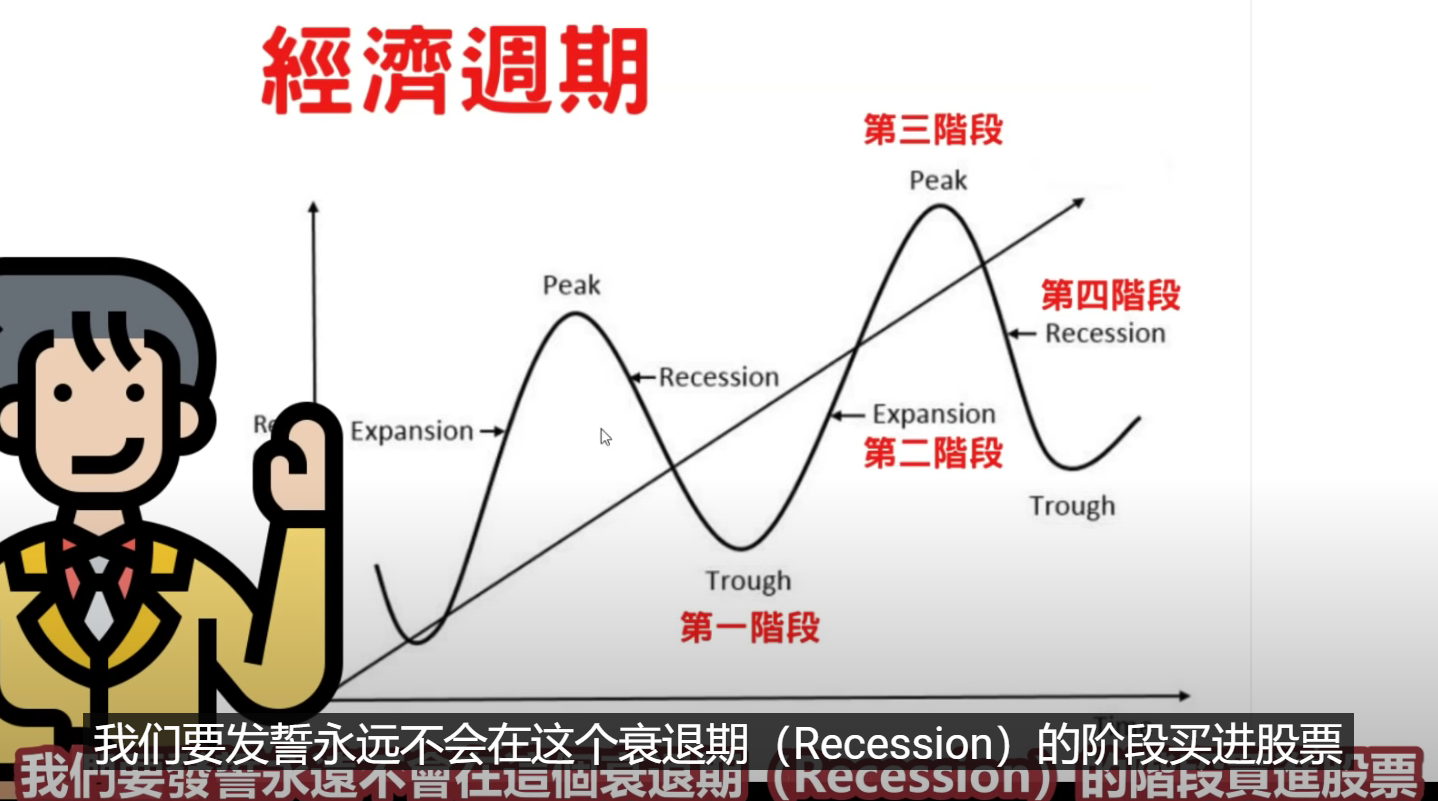 經濟週期
第三階段
Peak
Peak
第四階段
Recession
Recession
Expansion
Expansion
第二階段
Trough
Trough
第一階段
我们要发誓永远不会在这个衰退期（Recession）的阶段买进股票
我們要發誓永遠不會在這個衰退期（Recession）的階段買進股票